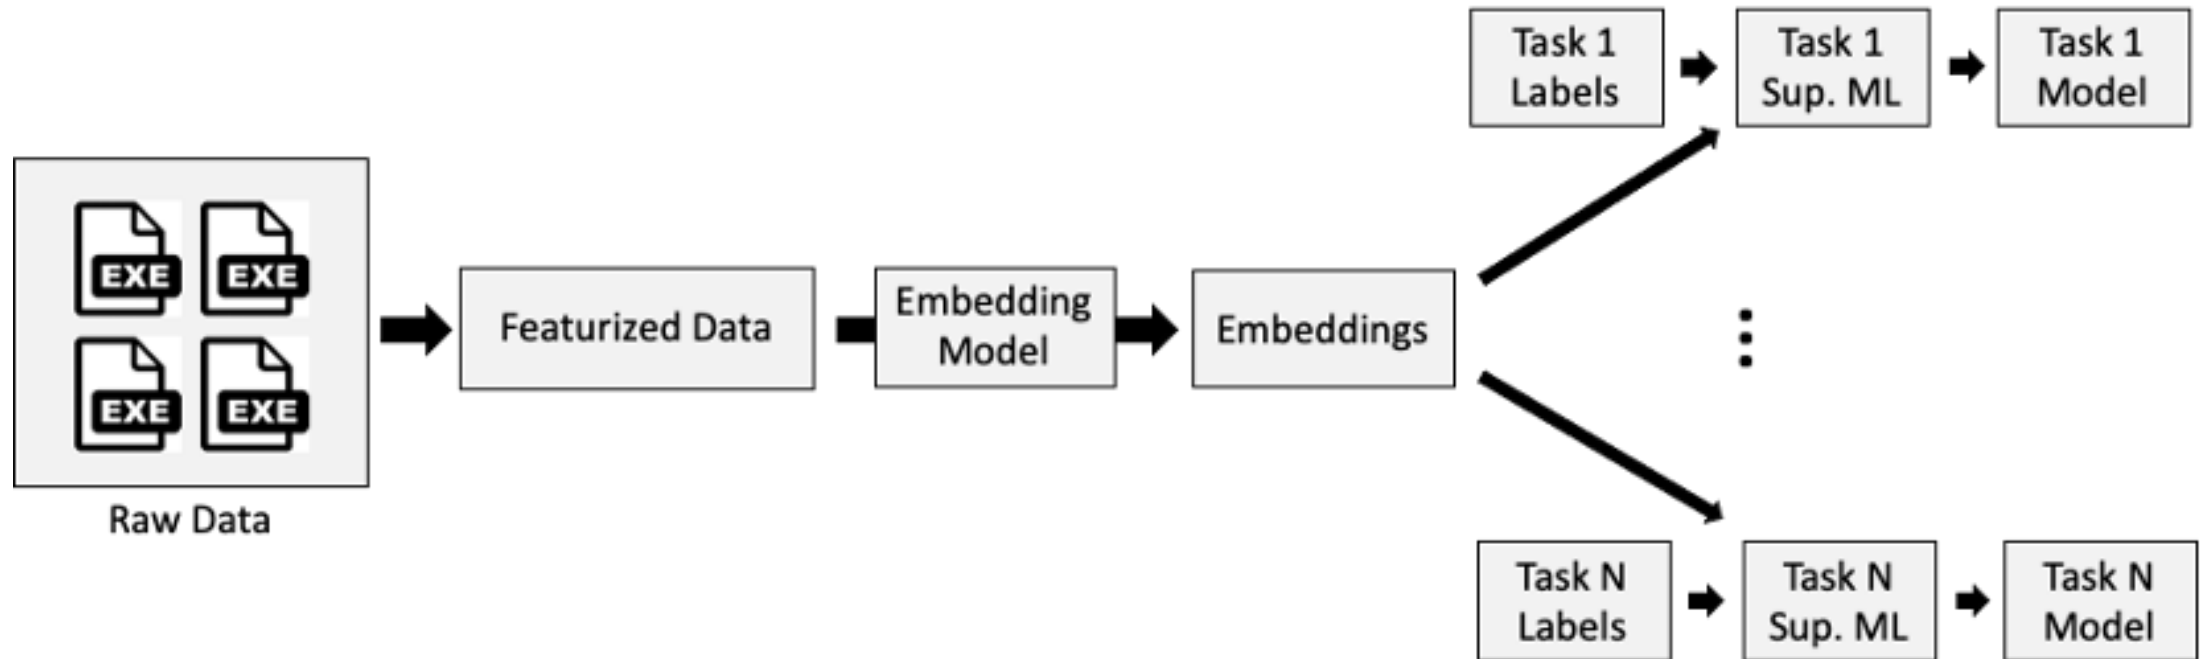 Task 1
Labels
Task 1
Sup. ML
Task 1
Model
EXE
EXE
EXE
EXE
Raw Data
Featurized Data
Embedding
Model
Embeddings
Task N
Labels
Task N
Sup. ML
Task N
Model